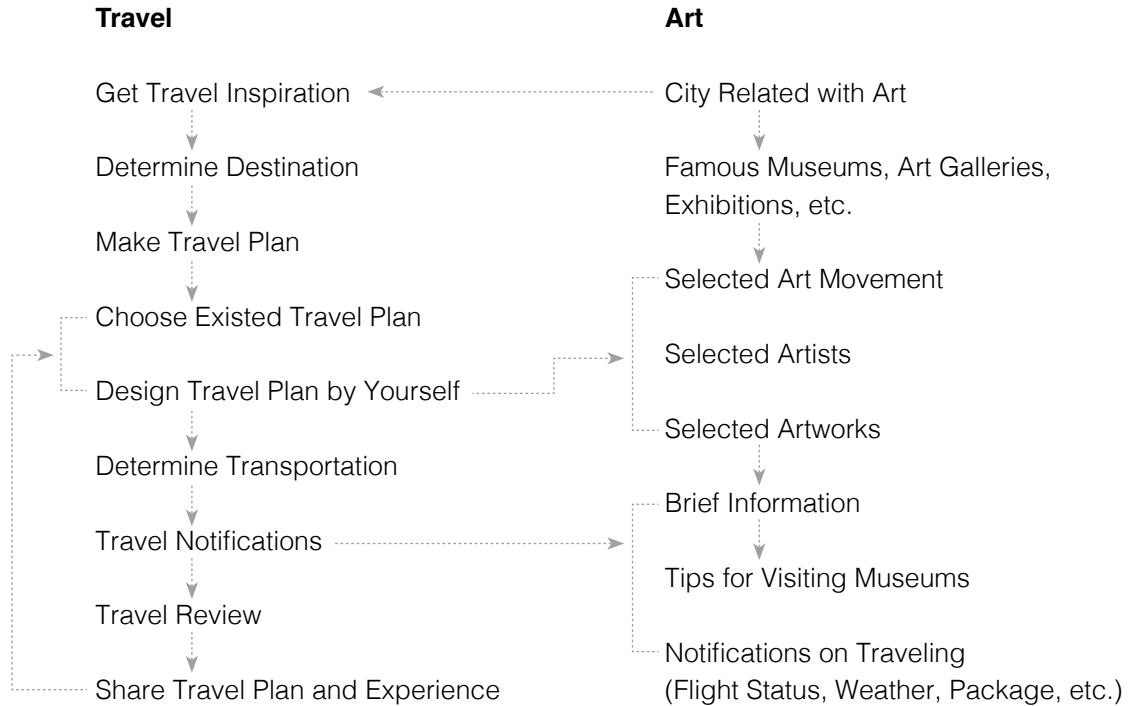 Travel
Get Travel Inspiration
Determine Destination
Make Travel Plan
Choose Existed Travel Plan
Design Travel Plan by Yourself
Determine Transportation
Travel Notifications
Travel Review
Share Travel Plan and Experience
Art
City Related with Art
Famous Museums, Art Galleries,
Exhibitions, etc.
Selected Art Movement
Selected Artists
Selected Artworks
Brief Information
Tips for Visiting Museums
Notifications on Traveling
(Flight Status, Weather, Package, etc.)